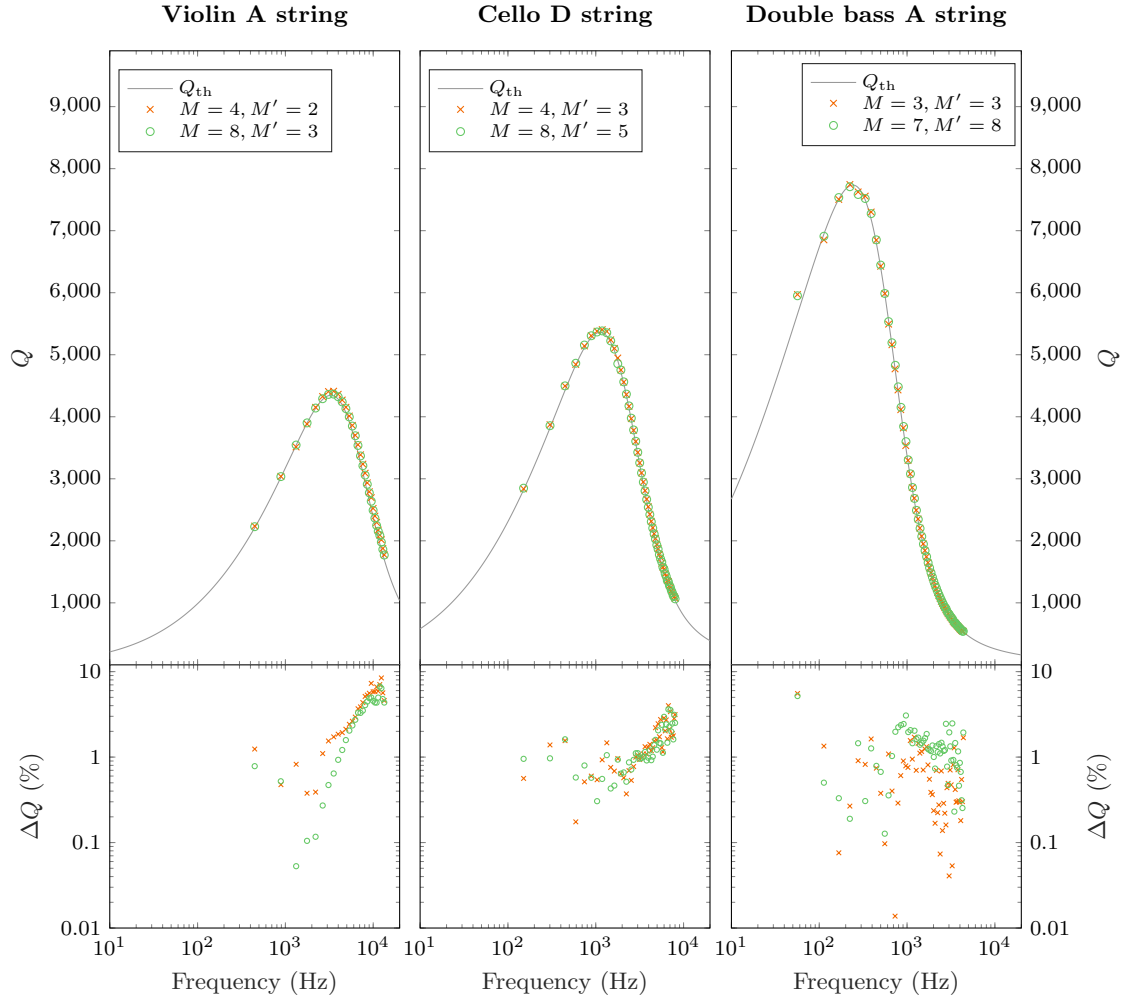 Violin A string
Cello D string
Double bass A string
Q_th
M = 4, M′ = 2
M = 8, M′ = 3
Q_th
M = 4, M′ = 3
M = 8, M′ = 5
Q_th
M = 3, M′ = 3
M = 7, M′ = 8
9,000
8,000
7,000
6,000
5,000
4,000
3,000
2,000
1,000
Q
9,000
8,000
7,000
6,000
5,000
4,000
3,000
2,000
1,000
Q
10
1
0.1
0.01
ΔQ (%)
10
1
0.1
0.01
ΔQ (%)
10^1 10^2 10^3 10^4
10^1 10^2 10^3 10^4
10^1 10^2 10^3 10^4
Frequency (Hz)
Frequency (Hz)
Frequency (Hz)